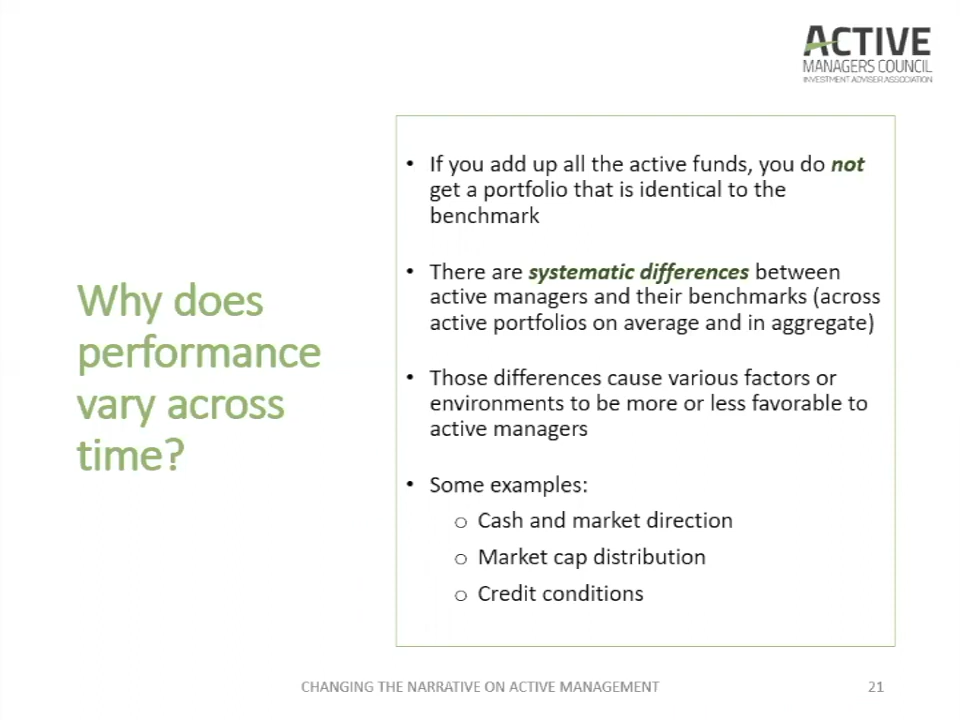 ACTIVE
MANAGERS COUNCIL
INVESTMENT ADVISER ASSOCIATION
Why does
performance
vary across
time?
• If you add up all the active funds, you do not
get a portfolio that is identical to the
benchmark
• There are systematic differences between
active managers and their benchmarks (across
active portfolios on average and in aggregate)
• Those differences cause various factors or
environments to be more or less favorable to
active managers
• Some examples:
o Cash and market direction
o Market cap distribution
o Credit conditions
CHANGING THE NARRATIVE ON ACTIVE MANAGEMENT
21